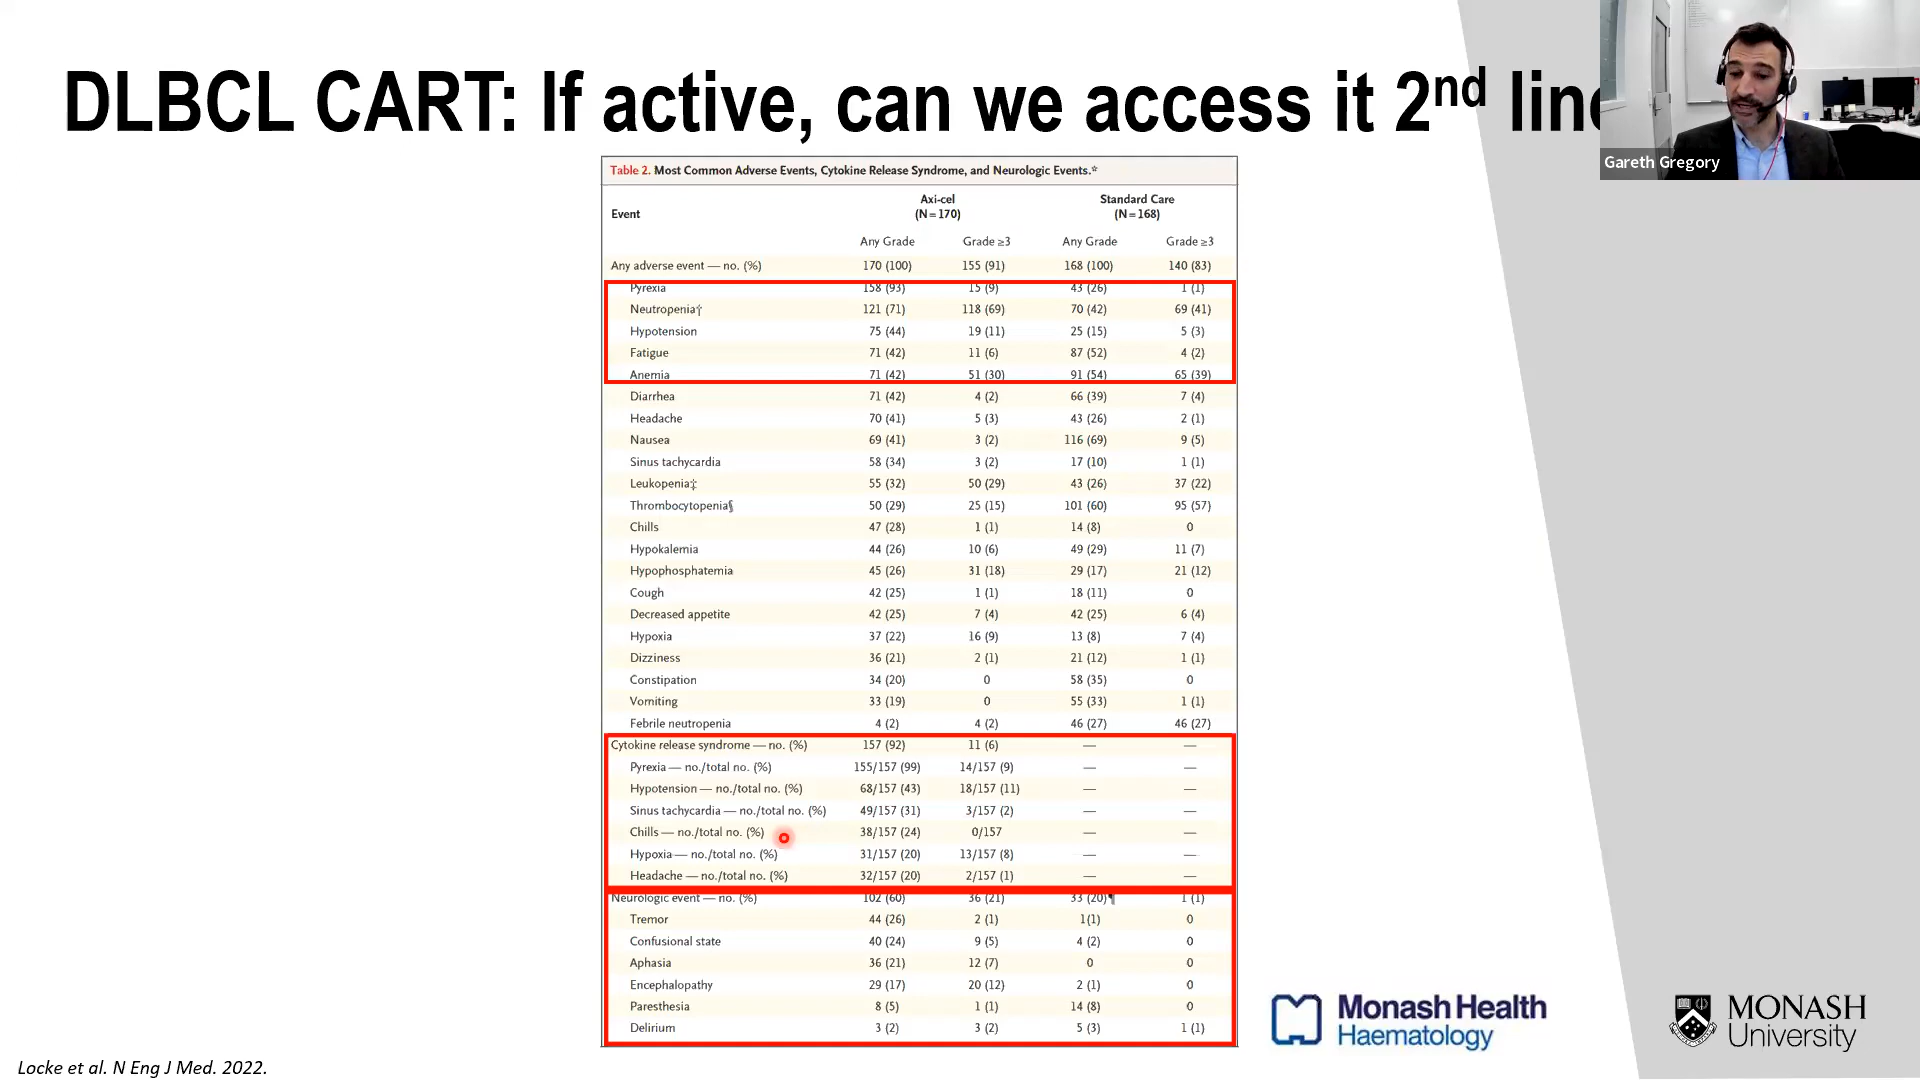 DLBCL CART: If active, can we access it 2nd line
Gareth Gregory
Table 2. Most Common Adverse Events, Cytokine Release Syndrome, and Neurologic Events.*
Event Axi-cel (N=170) Standard Care (N=168)
Any Grade Grade ≥3 Any Grade Grade ≥3
Any adverse event — no. (%) 170 (100) 155 (91) 168 (100) 140 (83)
Pyrexia 158 (93) 15 (9) 43 (26) 1 (1)
Neutropenia† 121 (71) 118 (69) 70 (42) 69 (41)
Hypotension 75 (44) 19 (11) 25 (15) 5 (3)
Fatigue 71 (42) 11 (6) 87 (52) 4 (2)
Anemia 71 (42) 51 (30) 91 (54) 65 (39)
Diarrhea 71 (42) 4 (2) 66 (39) 7 (4)
Headache 70 (41) 5 (3) 43 (26) 2 (1)
Nausea 69 (41) 3 (2) 116 (69) 9 (5)
Sinus tachycardia 58 (34) 3 (2) 17 (10) 1 (1)
Leukopenia‡ 55 (32) 50 (29) 43 (26) 37 (22)
Thrombocytopenia§ 50 (29) 25 (15) 101 (60) 95 (57)
Chills 47 (28) 1 (1) 14 (8) 0
Hypokalemia 44 (26) 10 (6) 49 (29) 11 (7)
Hypophosphatemia 45 (26) 31 (18) 29 (17) 21 (12)
Cough 42 (25) 1 (1) 18 (11) 0
Decreased appetite 42 (25) 7 (4) 42 (25) 6 (4)
Hypoxia 37 (22) 16 (9) 13 (8) 7 (4)
Dizziness 36 (21) 2 (1) 21 (12) 1 (1)
Constipation 34 (20) 0 58 (35) 0
Vomiting 33 (19) 0 55 (33) 1 (1)
Febrile neutropenia 4 (2) 4 (2) 46 (27) 46 (27)
Cytokine release syndrome — no. (%) 157 (92) 11 (6) — —
Pyrexia — no./total no. (%) 155/157 (99) 14/157 (9) — —
Hypotension — no./total no. (%) 68/157 (43) 18/157 (11) — —
Sinus tachycardia — no./total no. (%) 49/157 (31) 3/157 (2) — —
Chills — no./total no. (%) 38/157 (24) 0/157 — —
Hypoxia — no./total no. (%) 31/157 (20) 13/157 (8) — —
Headache — no./total no. (%) 32/157 (20) 2/157 (1) — —
Neurologic event — no. (%) 102 (60) 36 (21) 33 (20)¶ 1 (1)
Tremor 44 (26) 2 (1) 1(1) 0
Confusional state 40 (24) 9 (5) 4 (2) 0
Aphasia 36 (21) 12 (7) 0 0
Encephalopathy 29 (17) 20 (12) 2 (1) 0
Paresthesia 8 (5) 1 (1) 14 (8) 0
Delirium 3 (2) 3 (2) 5 (3) 1 (1)
Monash Health
Haematology
MONASH
University
Locke et al. N Eng J Med. 2022.